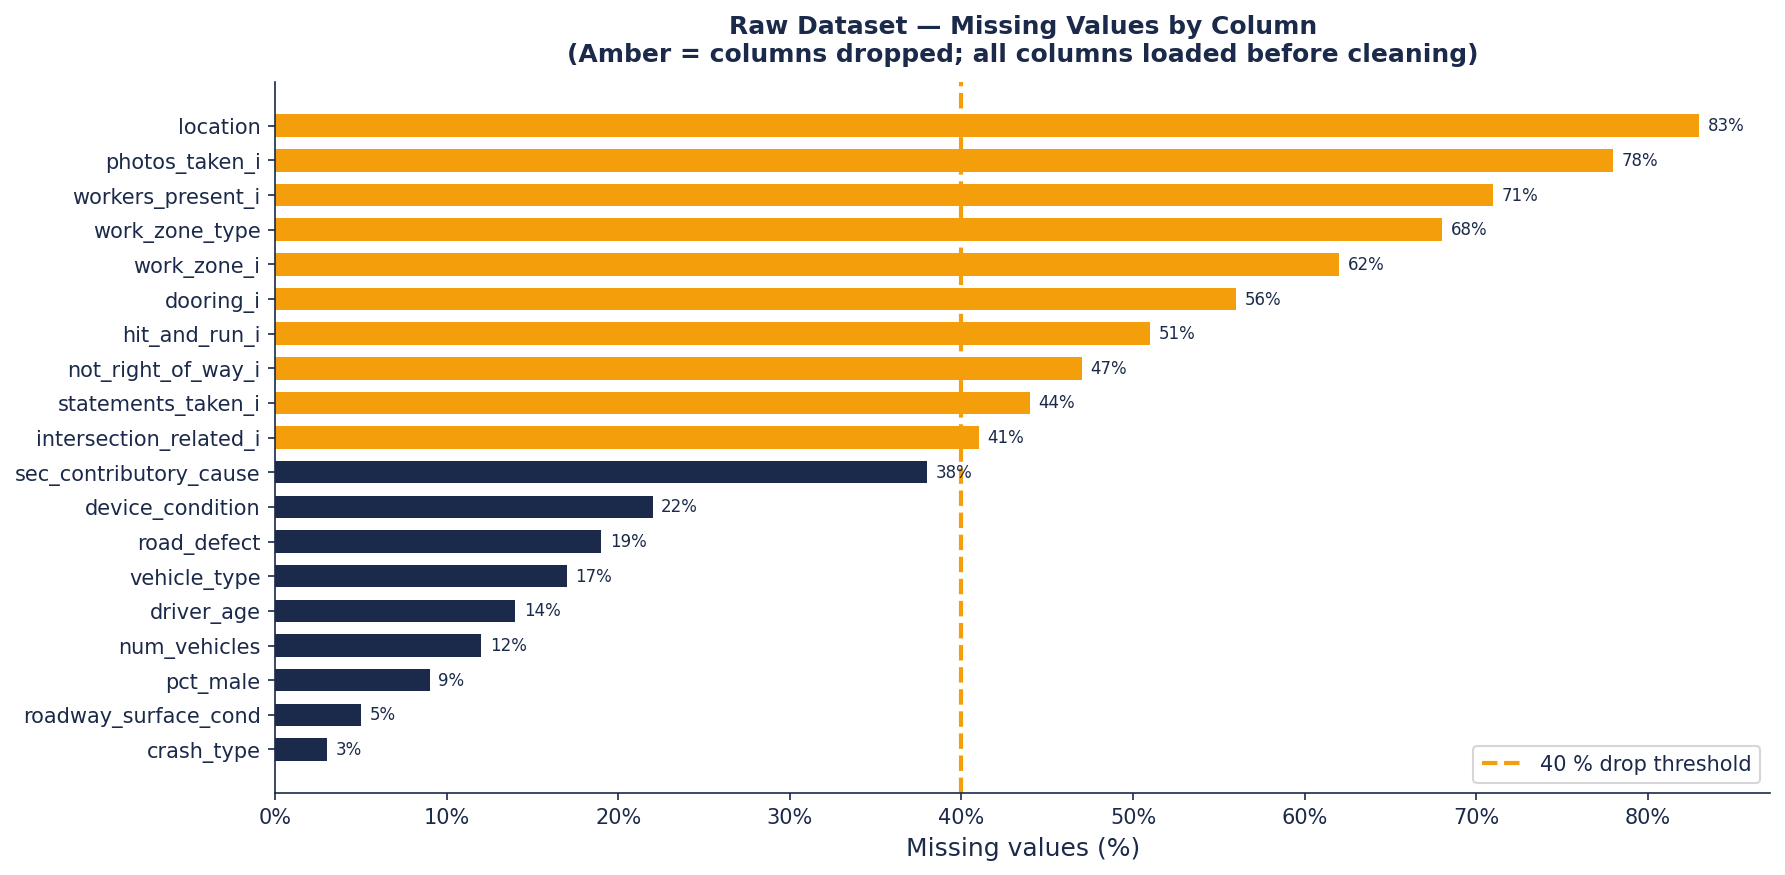 Raw Dataset — Missing Values by Column
(Amber = columns dropped; all columns loaded before cleaning)
location 83%
photos_taken_i 78%
workers_present_i 71%
work_zone_type 68%
work_zone_i 62%
dooring_i 56%
hit_and_run_i 51%
not_right_of_way_i 47%
statements_taken_i 44%
intersection_related_i 41%
sec_contributory_cause 38%
device_condition 22%
road_defect 19%
vehicle_type 17%
driver_age 14%
num_vehicles 12%
pct_male 9%
roadway_surface_cond 5%
crash_type 3%
40 % drop threshold
0% 10% 20% 30% 40% 50% 60% 70% 80%
Missing values (%)